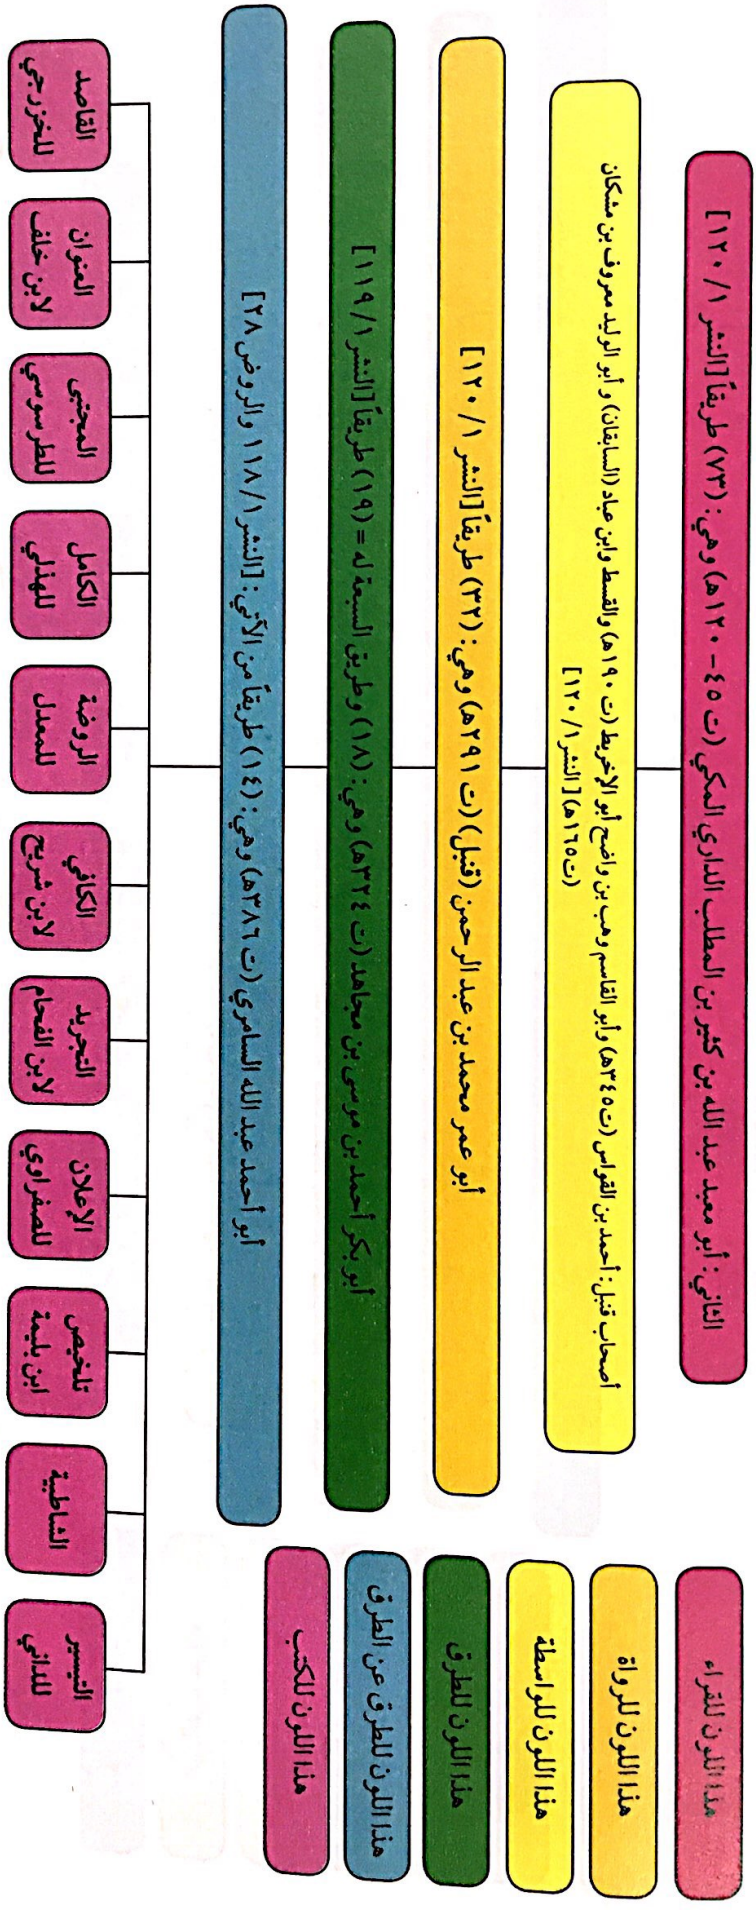 الثاني: أبو معبد عبد الله بن كثير بن المطلب الداري المكي (ت ٤٥ - ١٢٠هـ) وهي: (٧٣) طريقاً [النشر ١/ ١٢٠]
أصحاب قنبل: أحمد بن القواس (ت ٣٤٥هـ) وأبو القاسم وهب بن واضح أبو الإخريط (ت ١٩٠هـ) والقسط وابن عباد (السابقان) و أبو الوليد معروف بن مشكان
(ت١٦٥هـ) [النشر ١/ ١٢٠]
أبو عمر محمد بن عبد الرحمن (قنبل) (ت ٢٩١هـ) وهي: (٣٢) طريقاً [النشر ١/ ١٢٠]
أبو بكر أحمد بن موسى بن مجاهد (ت ٣٢٤هـ) وهي: (١٨) وطريق السبعة له = (١٩) طريقاً [النشر ١/ ١١٩]
أبو أحمد عبد الله السامري (ت ٣٨٦هـ) وهي: (١٤) طريقاً من الآتي: [النشر ١/ ١١٨ والروض ٢٨]
التيسير
للداني
الشاطبية
تلخيص
ابن بليمة
الإعلان
للصفراوي
التجريد
لابن الفحام
الكافي
لابن شريح
الروضة
للمعدل
الكامل
للهذلي
المجتبى
للطرسوسي
العنوان
لابن خلف
القاصد
للخزرجي
هذا اللون للقراء
هذا اللون للرواة
هذا اللون للواسطة
هذا اللون للطرق
هذا اللون للطرق عن الطرق
هذا اللون للكتب